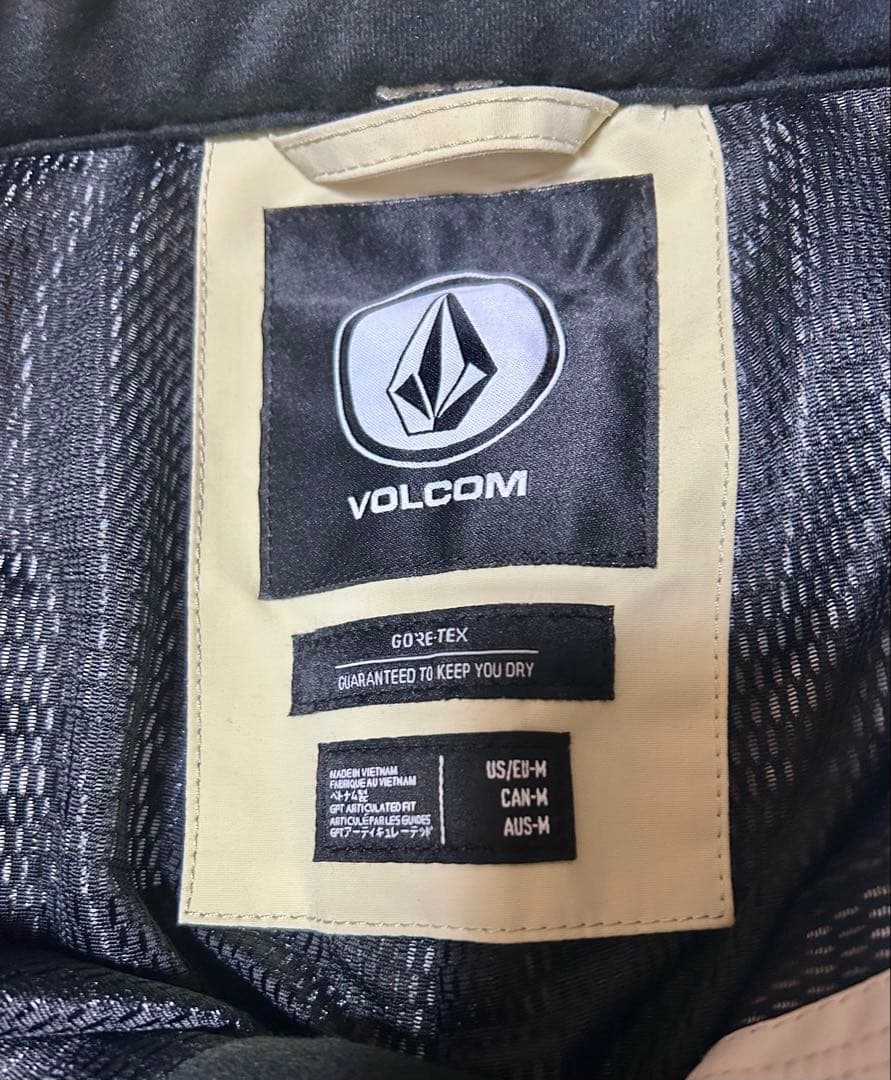 VOLCOM
GORE-TEX
GUARANTEED TO KEEP YOU DRY
MADE IN VIETNAM
FABRIQUE AU VIETNAM
ベトナム製
GPT ARTICULATED FIT
ARTICULÉ PAR LES GUIDES
GPTアーティキュレーテッド
US/EU-M
CAN-M
AUS-M